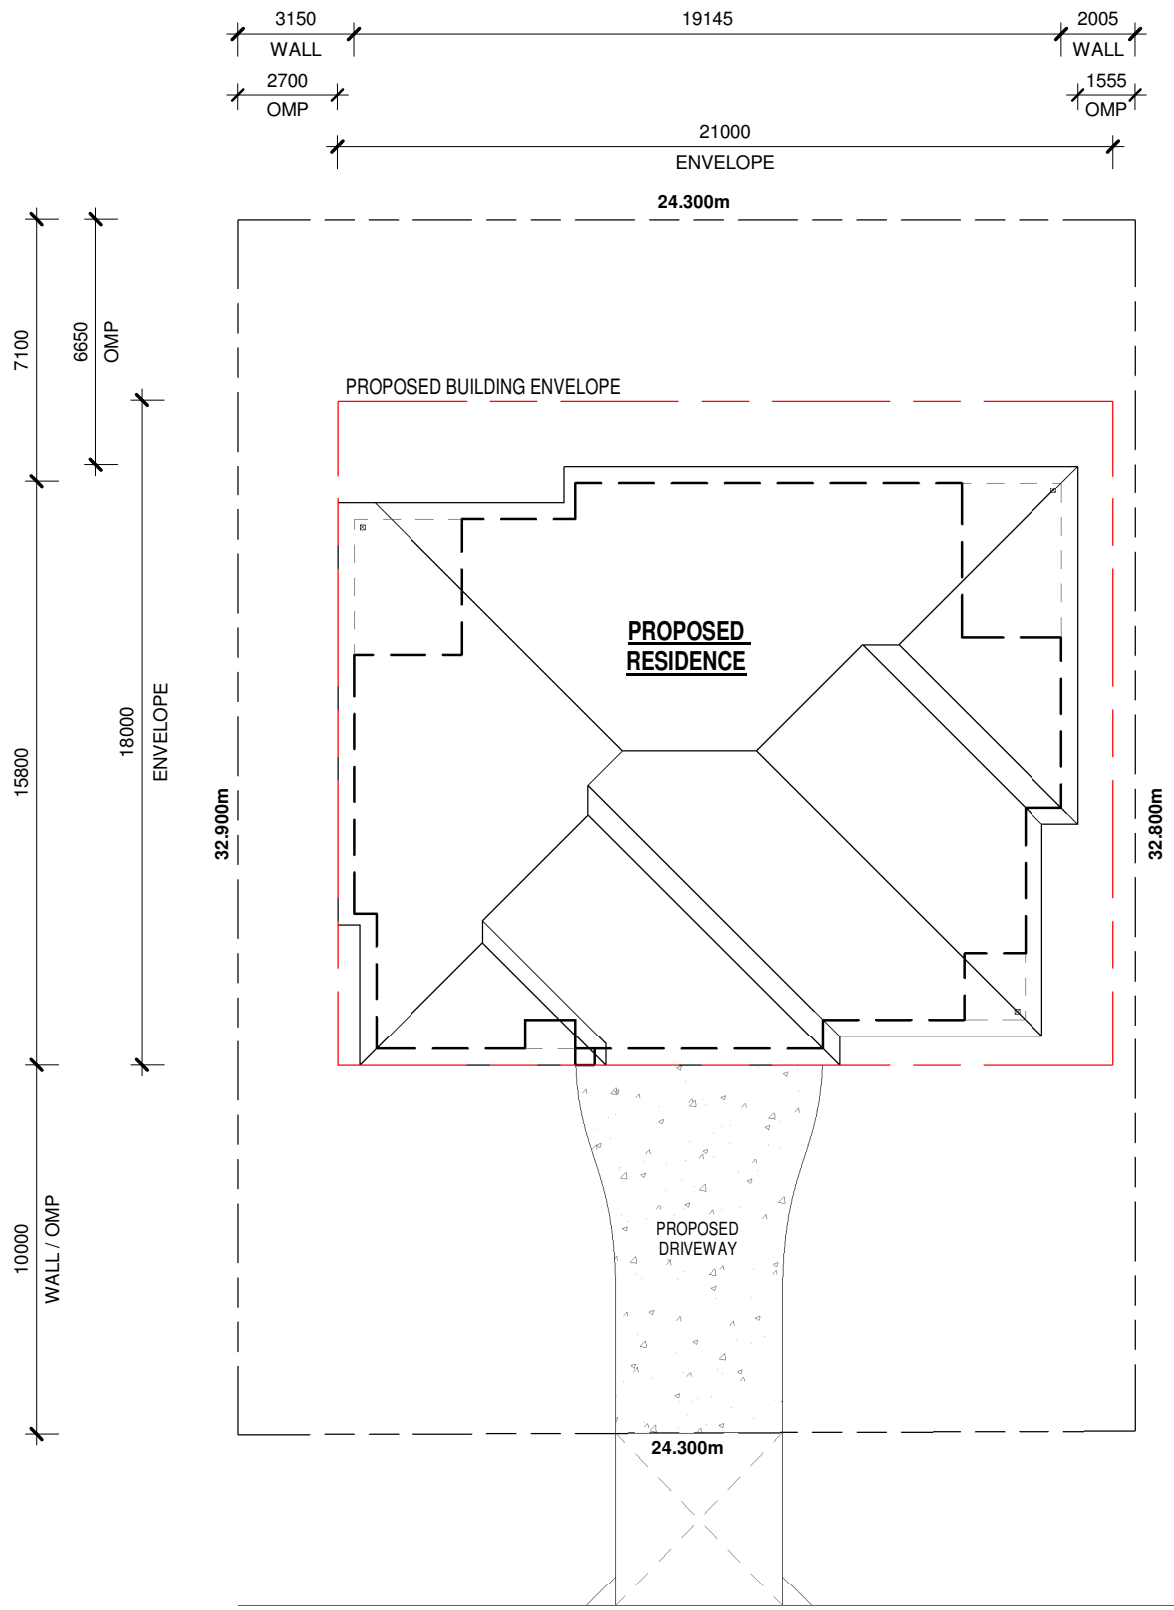 3150
19145
2005
WALL
WALL
2700
1555
OMP
OMP
21000
ENVELOPE
24.300m
7100
6650
OMP
PROPOSED BUILDING ENVELOPE
PROPOSED
RESIDENCE
18000
ENVELOPE
15800
32.900m
32.800m
10000
WALL / OMP
PROPOSED
DRIVEWAY
24.300m